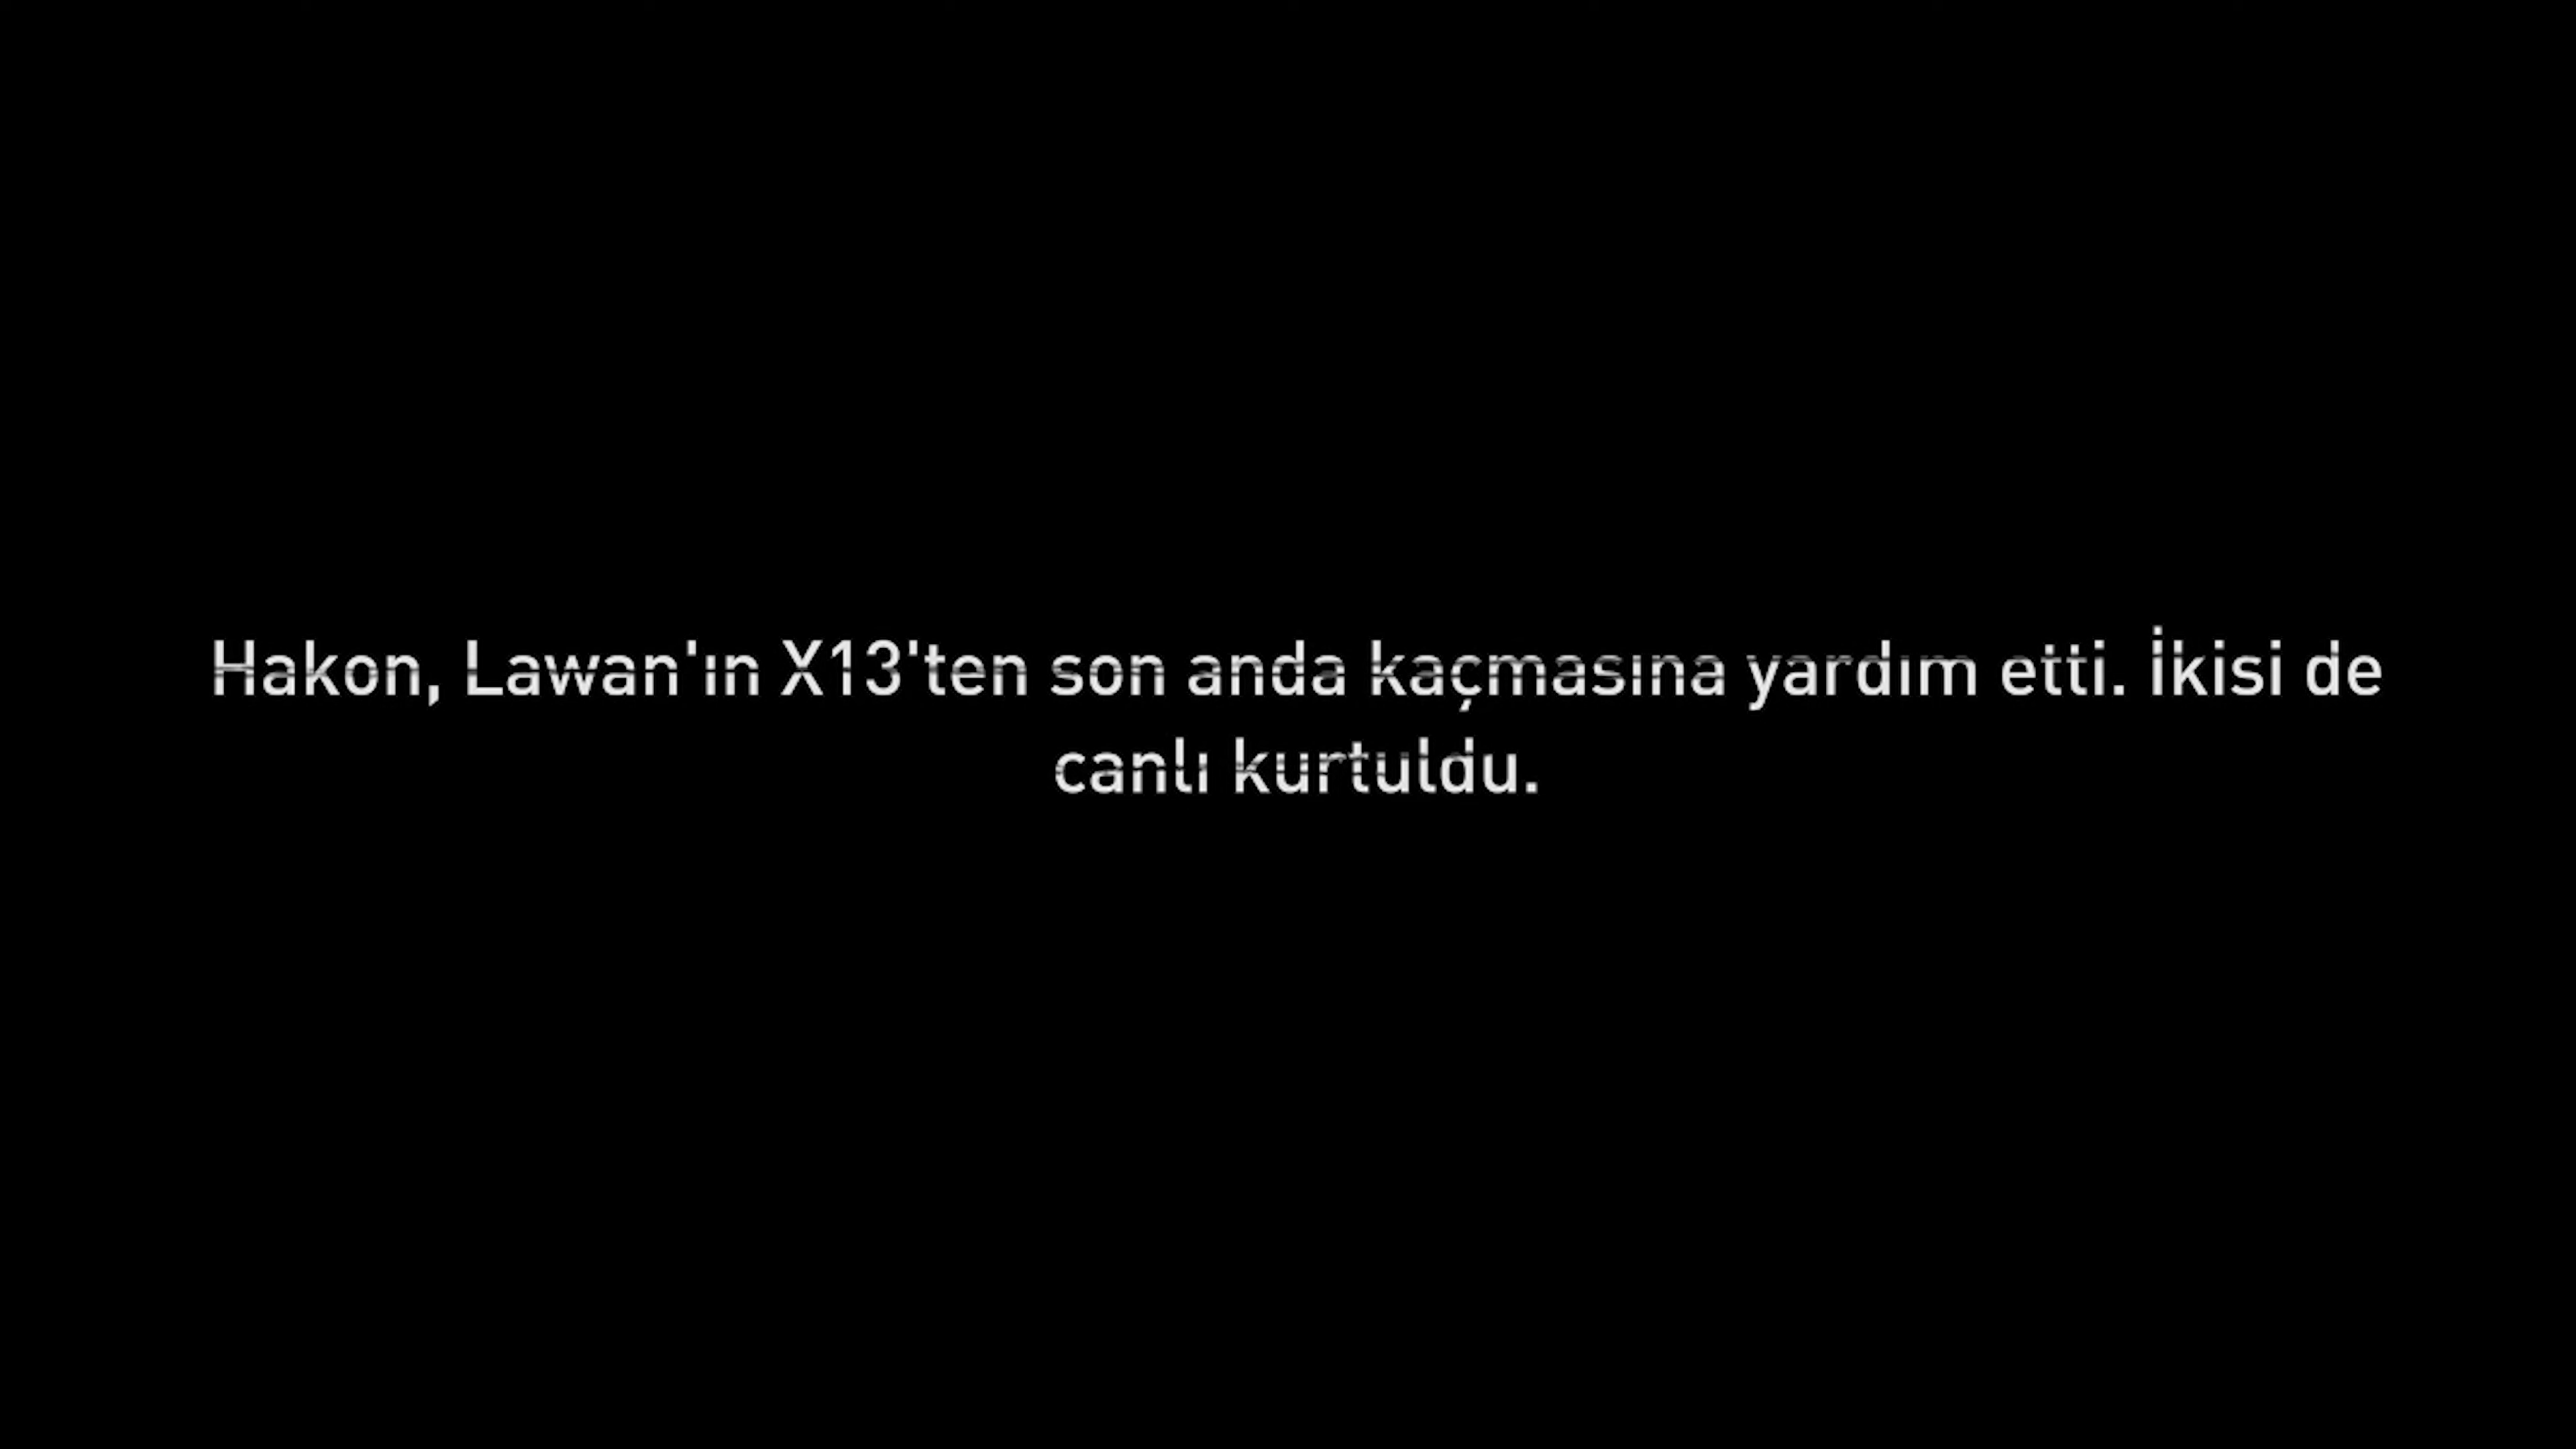 Hakon, Lawan'ın X13'ten son anda kaçmasına yardım etti. İkisi de
canlı kurtuldu.